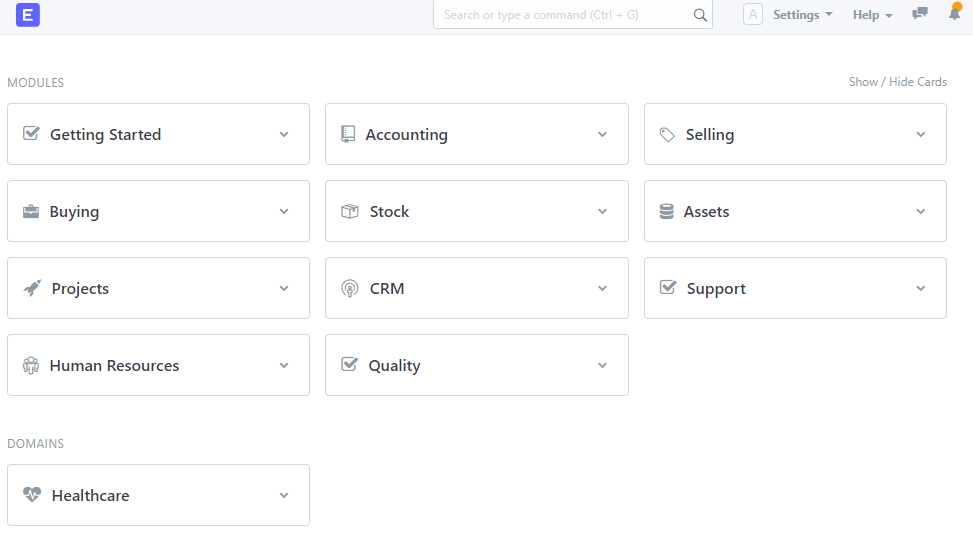 E
Search or type a command (Ctrl + G)
A
Settings
Help
MODULES
Show / Hide Cards
Getting Started
Accounting
Selling
Buying
Stock
Assets
Projects
CRM
Support
Human Resources
Quality
DOMAINS
Healthcare